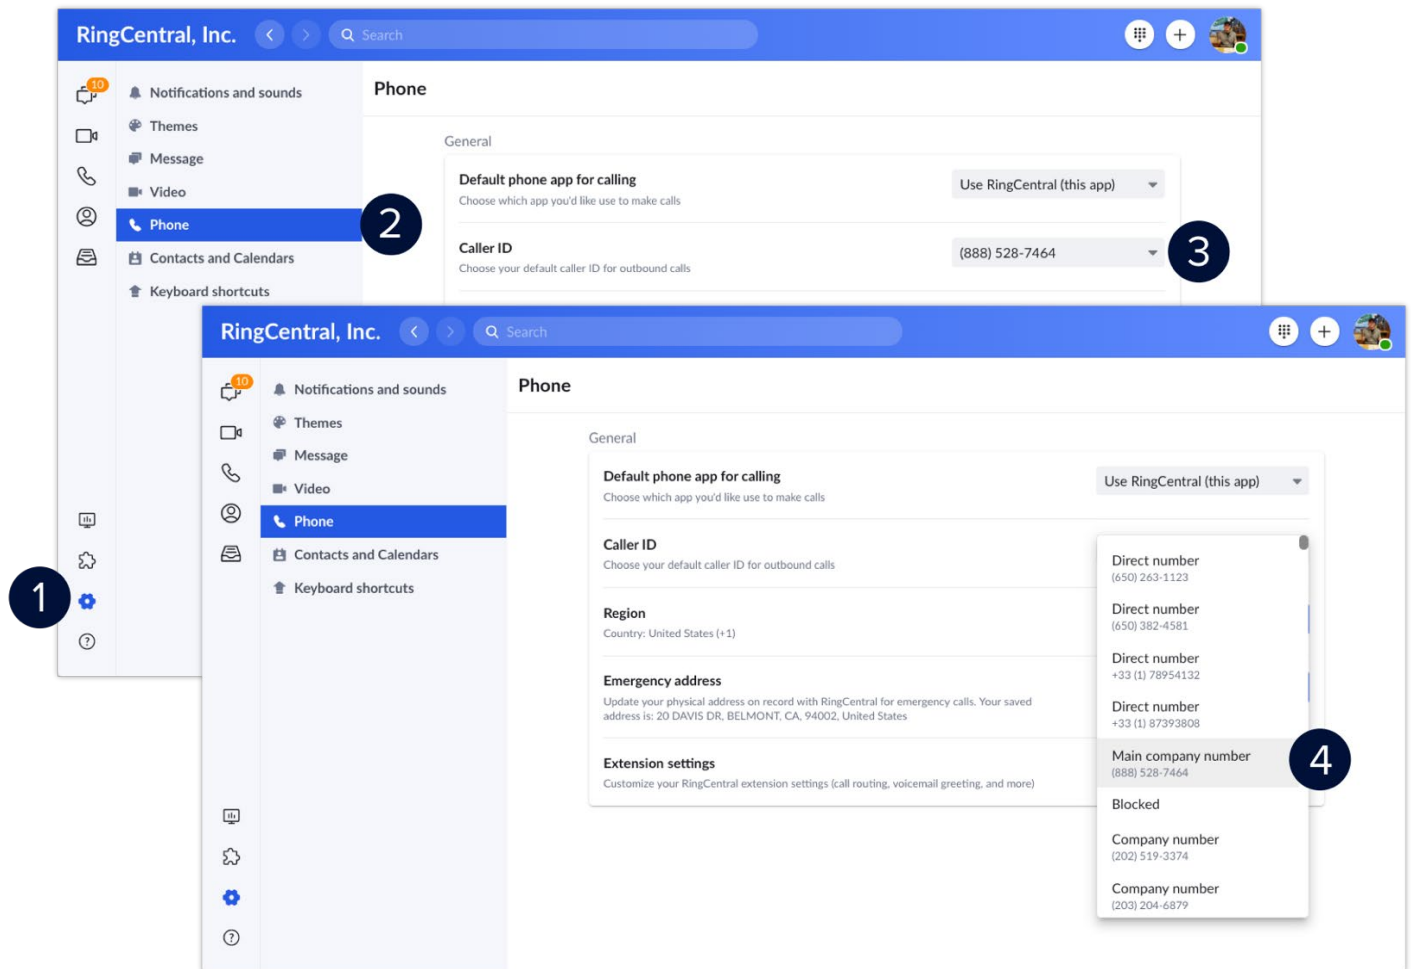 RingCentral, Inc.
Search
10
Notifications and sounds
Themes
Message
Video
Phone
Contacts and Calendars
Keyboard shortcuts
Phone
General
Default phone app for calling
Choose which app you'd like use to make calls
Use RingCentral (this app)
Caller ID
Choose your default caller ID for outbound calls
(888) 528-7464
1
2
3
RingCentral, Inc.
Search
10
Notifications and sounds
Themes
Message
Video
Phone
Contacts and Calendars
Keyboard shortcuts
Phone
General
Default phone app for calling
Choose which app you'd like use to make calls
Use RingCentral (this app)
Caller ID
Choose your default caller ID for outbound calls
Region
Country: United States (+1)
Emergency address
Update your physical address on record with RingCentral for emergency calls. Your saved
address is: 20 DAVIS DR, BELMONT, CA, 94002, United States
Extension settings
Customize your RingCentral extension settings (call routing, voicemail greeting, and more)
Direct number
(650) 263-1123
Direct number
(650) 382-4581
Direct number
+33 (1) 78954132
Direct number
+33 (1) 87393808
Main company number
(888) 528-7464
4
Blocked
Company number
(202) 519-3374
Company number
(203) 204-6879